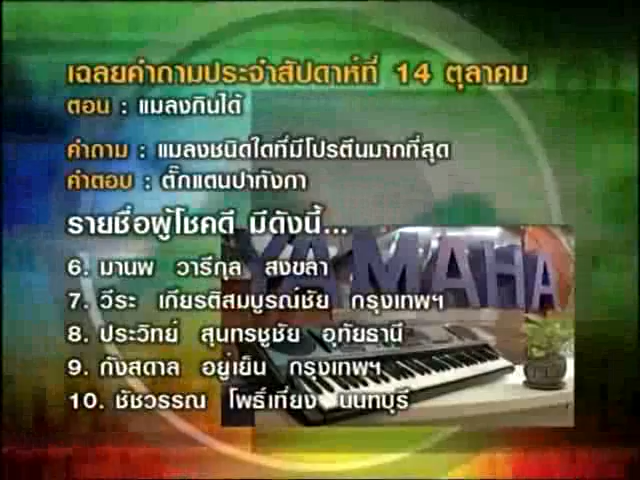 เฉลยคำถามประจำสัปดาห์ที่ 14 ตุลาคม
ตอน : แมลงกินได้
คำถาม : แมลงชนิดใดที่มีโปรตีนมากที่สุด
คำตอบ : ตั๊กแตนปาทังกา
รายชื่อผู้โชคดี มีดังนี้...
YAMAHA
6. มานพ วารีกุล สงขลา
7. วีระ เกียรติสมบูรณ์ชัย กรุงเทพฯ
8. ประวิทย์ สุนทรชูชัย อุทัยธานี
9. กังสดาล อยู่เย็น กรุงเทพฯ
10. ชัชวรรณ โพธิ์เที่ยง นนทบุรี